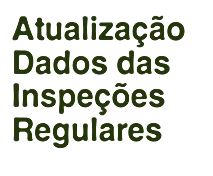 Atualização
Dados das
Inspeções
Regulares